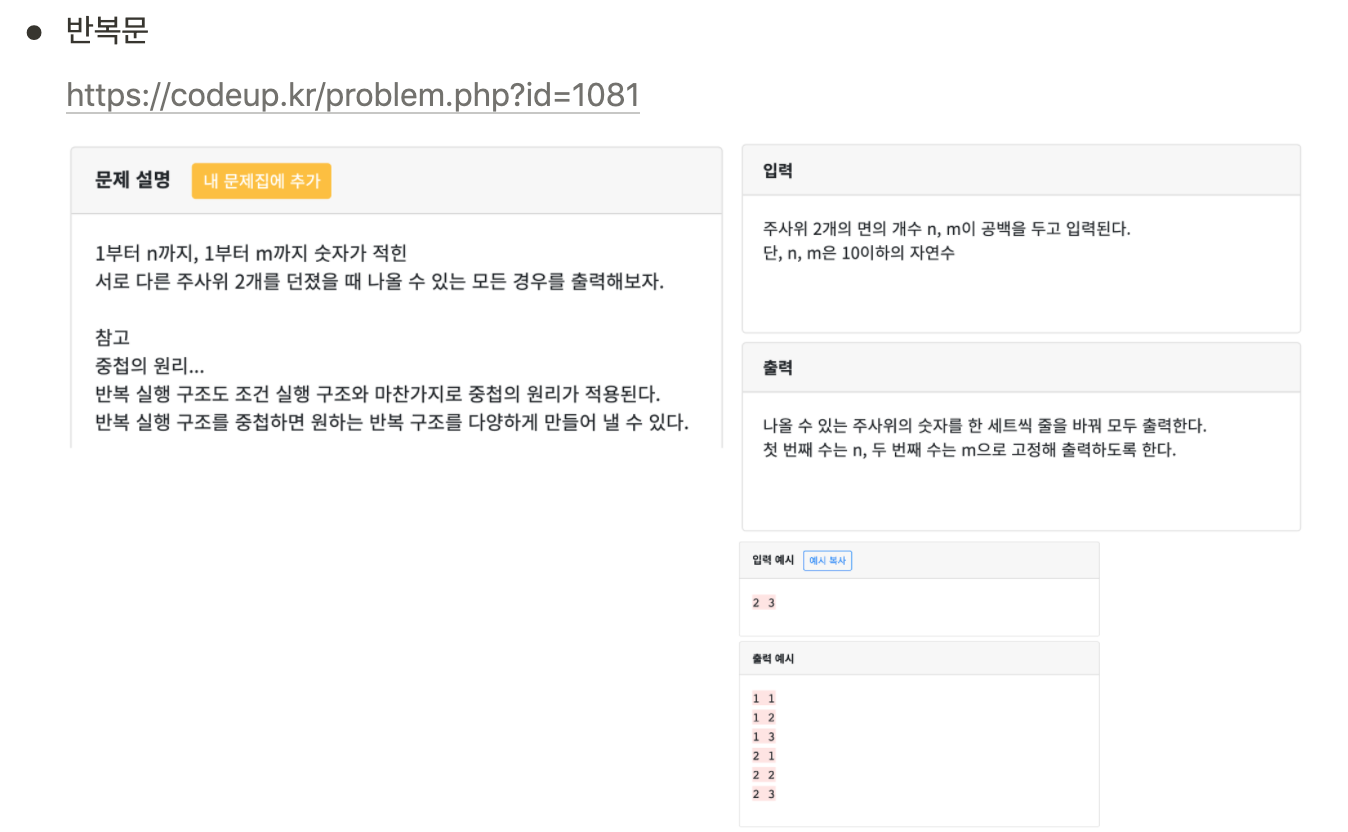 반복문
https://codeup.kr/problem.php?id=1081
문제 설명 내 문제집에 추가
1부터 n까지, 1부터 m까지 숫자가 적힌
서로 다른 주사위 2개를 던졌을 때 나올 수 있는 모든 경우를 출력해보자.
참고
중첩의 원리...
반복 실행 구조도 조건 실행 구조와 마찬가지로 중첩의 원리가 적용된다.
반복 실행 구조를 중첩하면 원하는 반복 구조를 다양하게 만들어 낼 수 있다.
입력
주사위 2개의 면의 개수 n, m이 공백을 두고 입력된다.
단, n, m은 10이하의 자연수
출력
나올 수 있는 주사위의 숫자를 한 세트씩 줄을 바꿔 모두 출력한다.
첫 번째 수는 n, 두 번째 수는 m으로 고정해 출력하도록 한다.
입력 예시 예시 복사
2 3
출력 예시
1 1
1 2
1 3
2 1
2 2
2 3